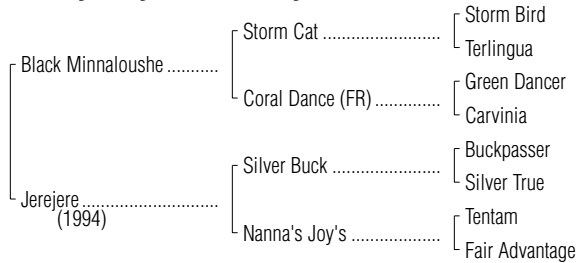 Storm Bird
Storm Cat ........................
Terlingua
Black Minnaloushe ...........
Green Dancer
Coral Dance (FR) ..............
Carvinia
Buckpasser
Silver Buck ......................
Silver True
Jerejere .............................
(1994)
Tentam
Nanna's Joy's ..................
Fair Advantage